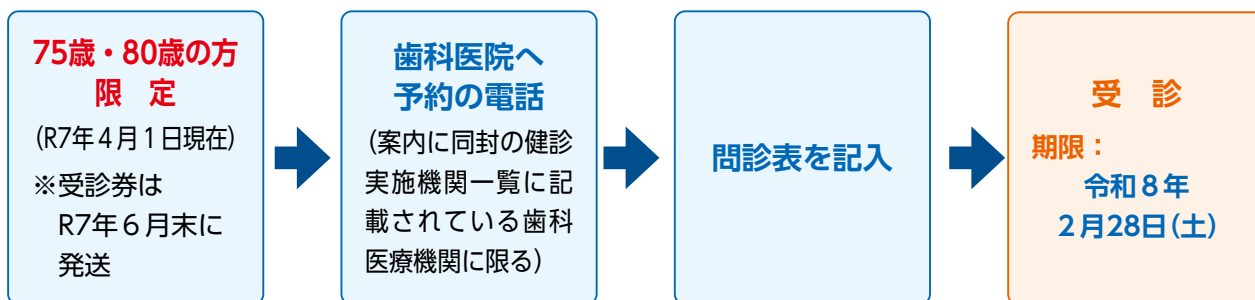 75歳・80歳の方
限　定
(R7年4月1日現在)
※受診券は
R7年6月末に
発送
歯科医院へ
予約の電話
(案内に同封の健診
実施機関一覧に記
載されている歯科
医療機関に限る)
問診表を記入
受　診
期限：
令和8年
2月28日(土)